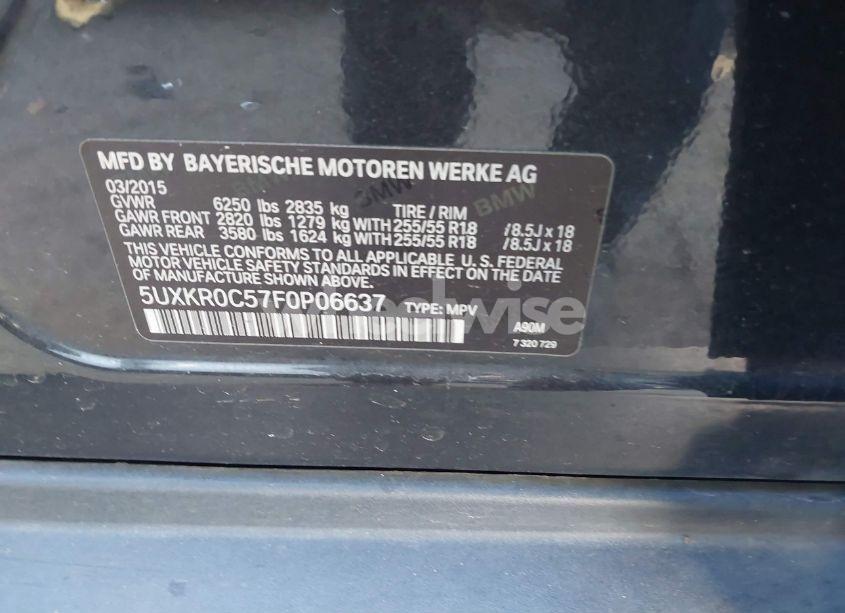 MFD BY BAYERISCHE MOTOREN WERKE AG
03/2015
GVWR 6250 lbs 2835 kg TIRE / RIM
GAWR FRONT 2820 lbs 1279 kg WITH 255/55 R18 / 8.5J x 18
GAWR REAR 3580 lbs 1624 kg WITH 255/55 R18 / 8.5J x 18
THIS VEHICLE CONFORMS TO ALL APPLICABLE U. S. FEDERAL
MOTOR VEHICLE SAFETY STANDARDS IN EFFECT ON THE DATE
OF MANUFACTURE SHOWN ABOVE.
5UXKR0C57F0P06637 TYPE: MPV
A90M
7 320 729
BMW
BMW